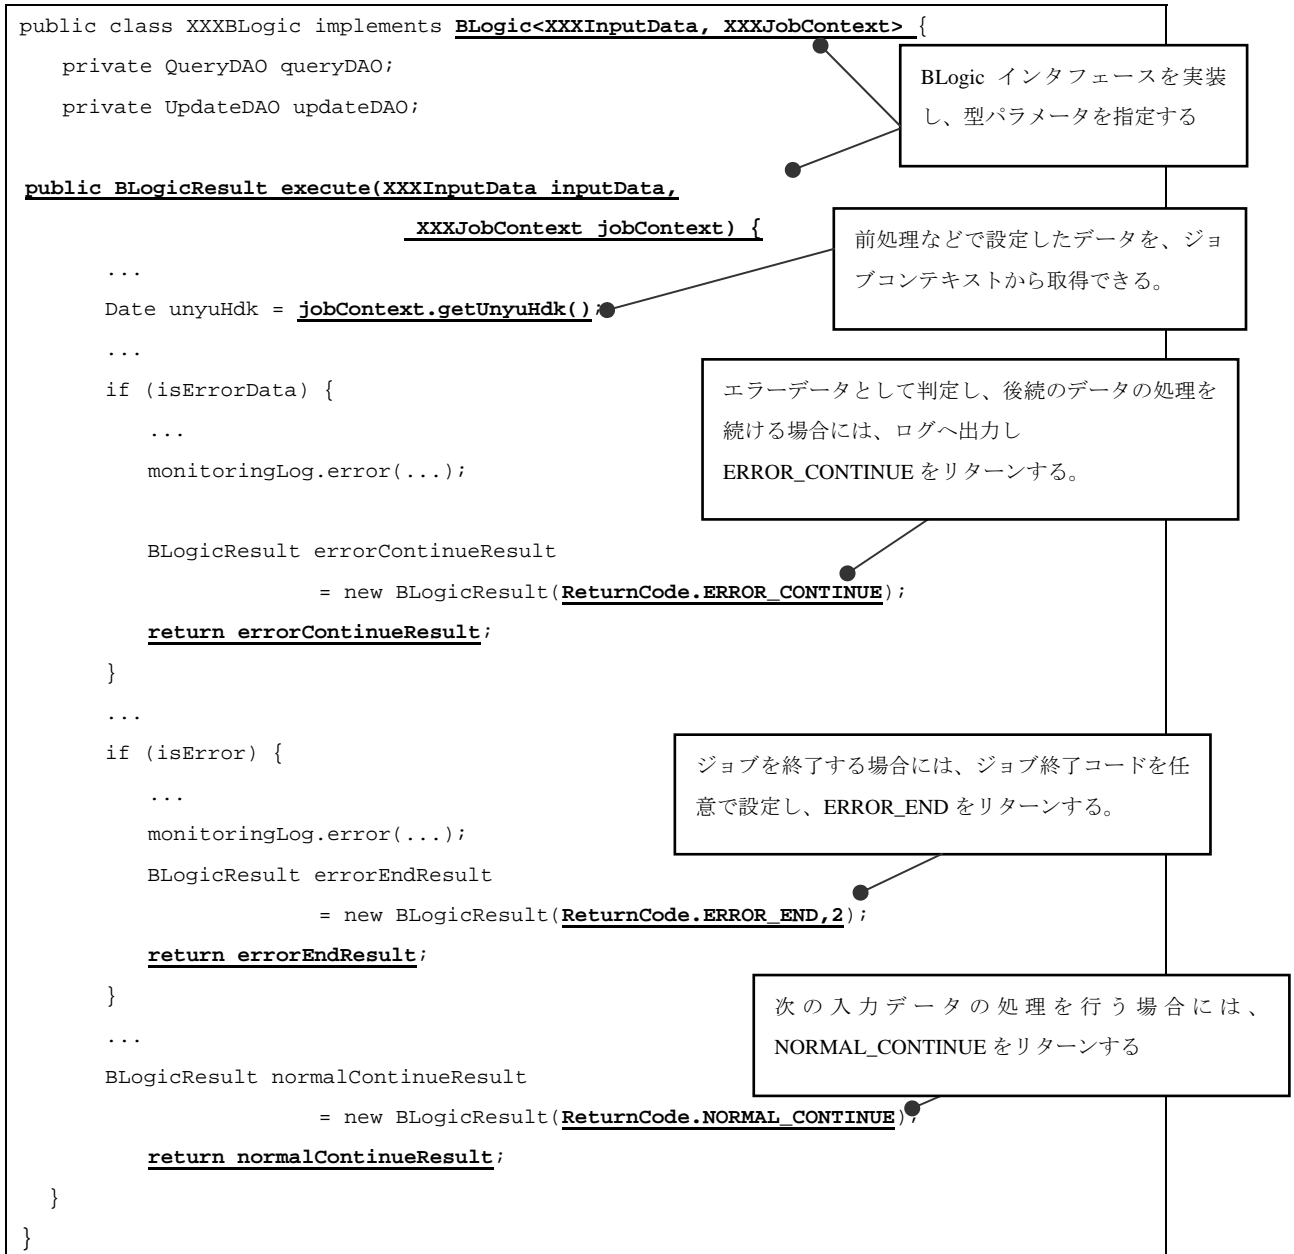 public class XXXBLogic implements BLogic<XXXInputData, XXXJobContext> {
private QueryDAO queryDAO;
private UpdateDAO updateDAO;
BLogic インタフェースを実装
し、型パラメータを指定する
public BLogicResult execute(XXXInputData inputData,
XXXJobContext jobContext) {
前処理などで設定したデータを、ジョ
ブコンテキストから取得できる。
...
Date unyuHdk = jobContext.getUnyuHdk();
...
if (isErrorData) {
エラーデータとして判定し、後続のデータの処理を
続ける場合には、ログへ出力し
ERROR_CONTINUE をリターンする。
...
monitoringLog.error(...);
BLogicResult errorContinueResult
= new BLogicResult(ReturnCode.ERROR_CONTINUE);
return errorContinueResult;
}
...
if (isError) {
ジョブを終了する場合には、ジョブ終了コードを任
意で設定し、ERROR_END をリターンする。
...
monitoringLog.error(...);
BLogicResult errorEndResult
= new BLogicResult(ReturnCode.ERROR_END,2);
return errorEndResult;
}
次の入力データの処理を行う場合には、
NORMAL_CONTINUE をリターンする
...
BLogicResult normalContinueResult
= new BLogicResult(ReturnCode.NORMAL_CONTINUE);
return normalContinueResult;
}
}